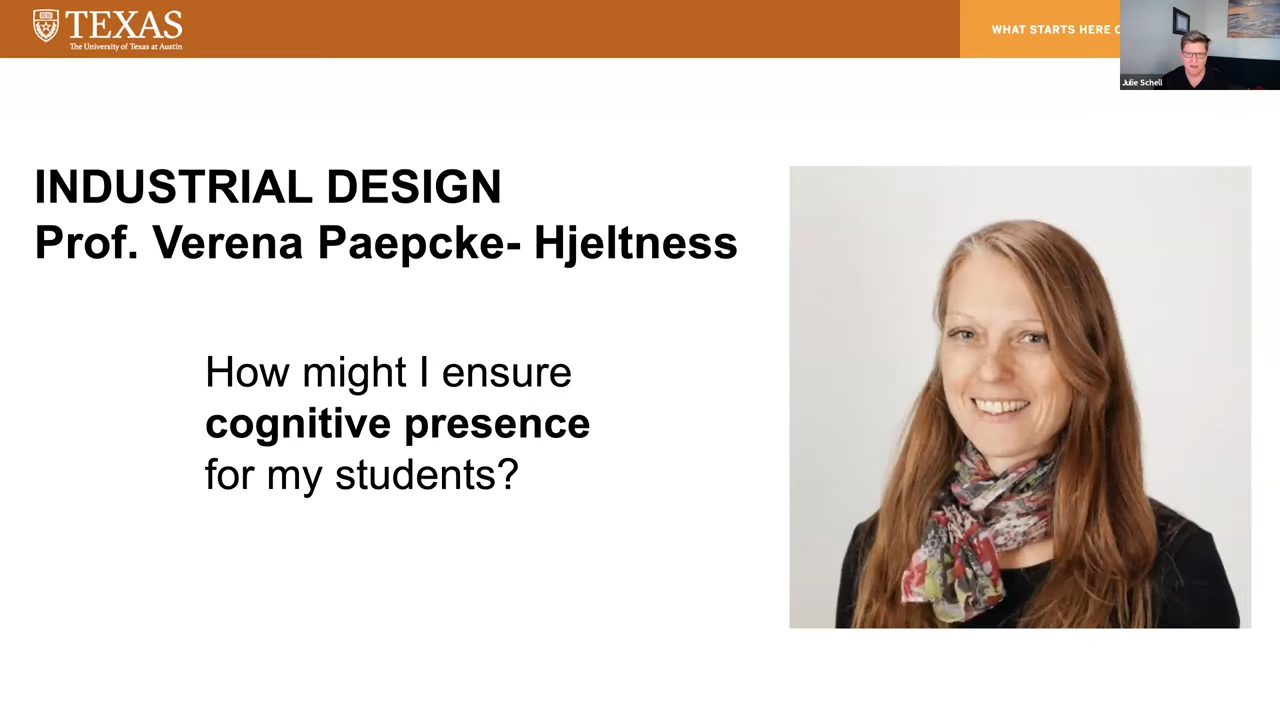 TEXAS
The University of Texas at Austin
WHAT STARTS HERE
Julie Schell
INDUSTRIAL DESIGN
Prof. Verena Paepcke- Hjeltness
How might I ensure
cognitive presence
for my students?